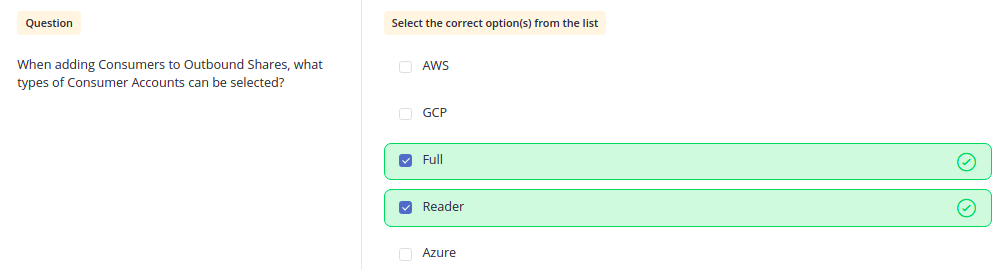 Question
When adding Consumers to Outbound Shares, what
types of Consumer Accounts can be selected?
Select the correct option(s) from the list
AWS
GCP
Full
Reader
Azure